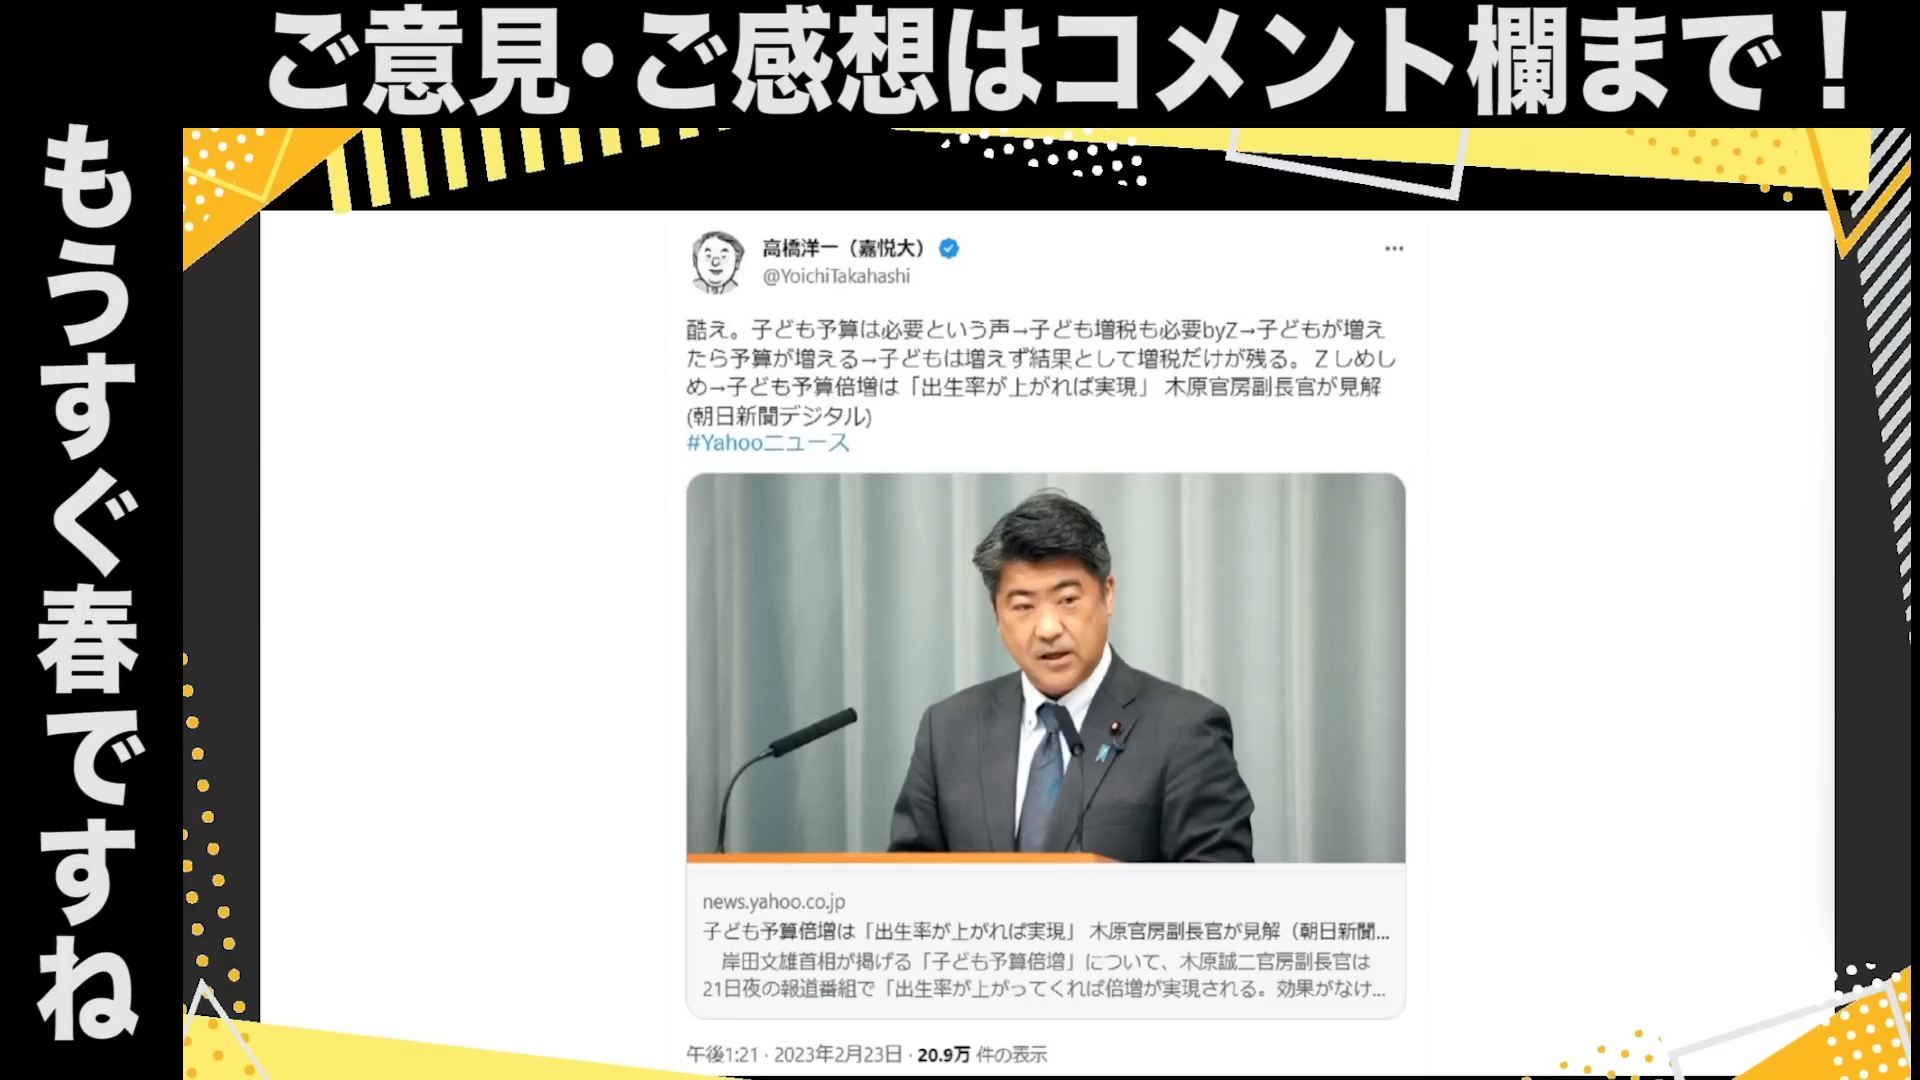 ご意見・ご感想はコメント欄まで！
もうすぐ春ですね
高橋洋一（嘉悦大）
@YoichiTakahashi
酷え。子ども予算は必要という声→子ども増税も必要byZ→子どもが増え
たら予算が増える→子どもは増えず結果として増税だけが残る。Ｚしめし
め→子ども予算倍増は「出生率が上がれば実現」 木原官房副長官が見解
(朝日新聞デジタル)
#Yahooニュース
news.yahoo.co.jp
子ども予算倍増は「出生率が上がれば実現」 木原官房副長官が見解（朝日新聞...
岸田文雄首相が掲げる「子ども予算倍増」について、木原誠二官房副長官は
21日夜の報道番組で「出生率が上がってくれば倍増が実現される。効果がなけ...
午後1:21 · 2023年2月23日 · 20.9万 件の表示